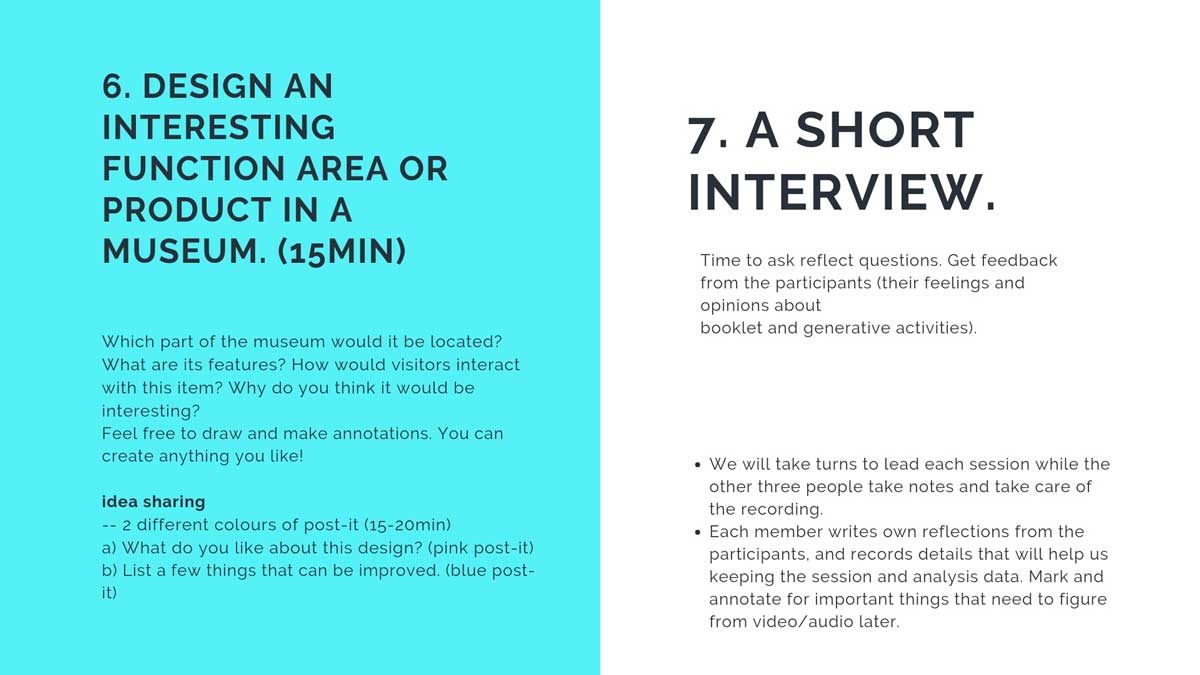 6. DESIGN AN
INTERESTING
FUNCTION AREA OR
PRODUCT IN A
MUSEUM. (15MIN)
Which part of the museum would it be located?
What are its features? How would visitors interact
with this item? Why do you think it would be
interesting?
Feel free to draw and make annotations. You can
create anything you like!
idea sharing
-- 2 different colours of post-it (15-20min)
a) What do you like about this design? (pink post-it)
b) List a few things that can be improved. (blue post-
it)
7. A SHORT
INTERVIEW.
Time to ask reflect questions. Get feedback
from the participants (their feelings and
opinions about
booklet and generative activities).
• We will take turns to lead each session while the
other three people take notes and take care of
the recording.
• Each member writes own reflections from the
participants, and records details that will help us
keeping the session and analysis data. Mark and
annotate for important things that need to figure
from video/audio later.